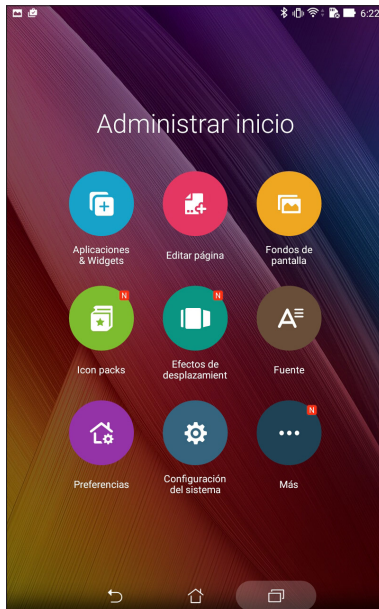 6:22
Administrar inicio
Aplicaciones
& Widgets
Editar página
Fondos de
pantalla
N
N
Icon packs
Efectos de
desplazamient
Fuente
A
N
Preferencias
Configuración
del sistema
Más